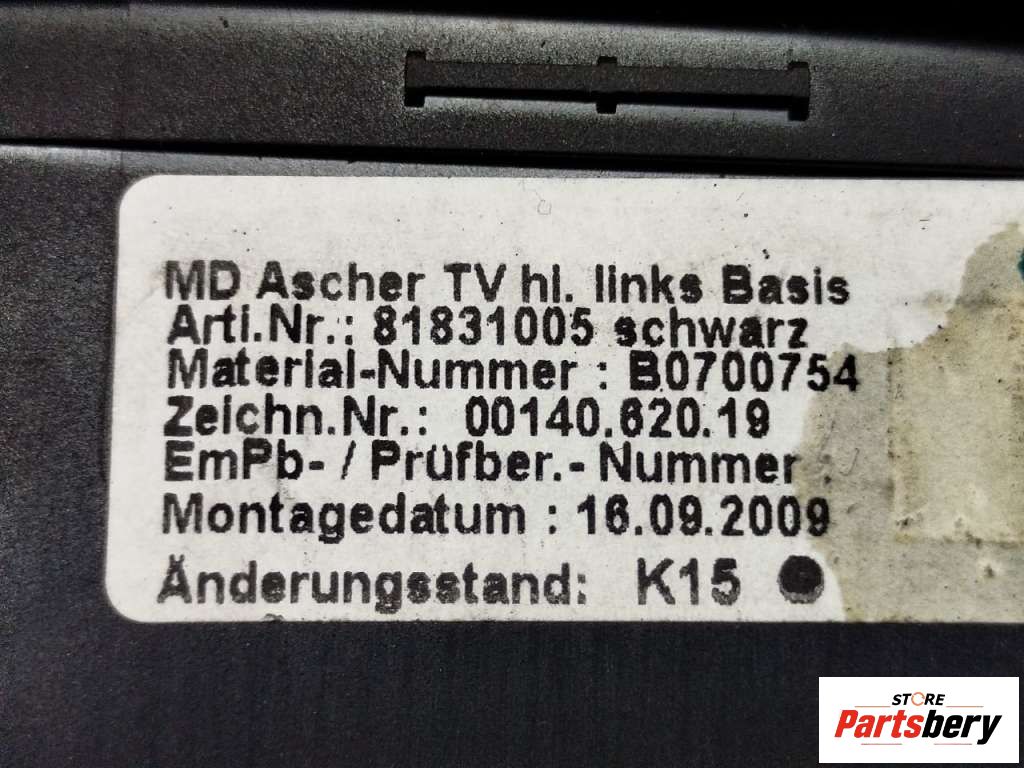 MD Ascher TV hl. links Basis
Arti.Nr.: 81831005 schwarz
Material-Nummer : B0700754
Zeichn.Nr.: 00140.620.19
EmPb- / Prüfber.- Nummer
Montagedatum : 16.09.2009
Änderungsstand: K15
STORE
Partsbery